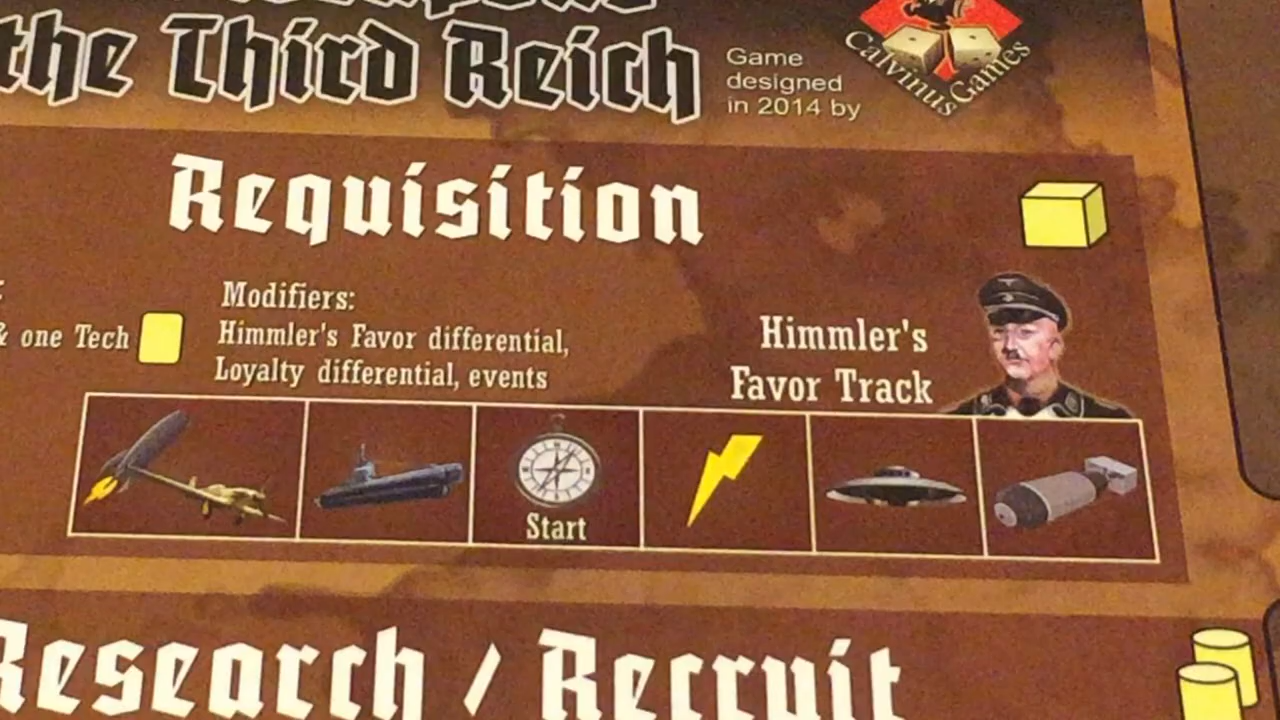 the Third Reich
Game
designed
in 2014 by
Calvinus Games
Requisition
& one Tech
Modifiers:
Himmler's Favor differential,
Loyalty differential, events
Himmler's
Favor Track
Start
Research / Recruit